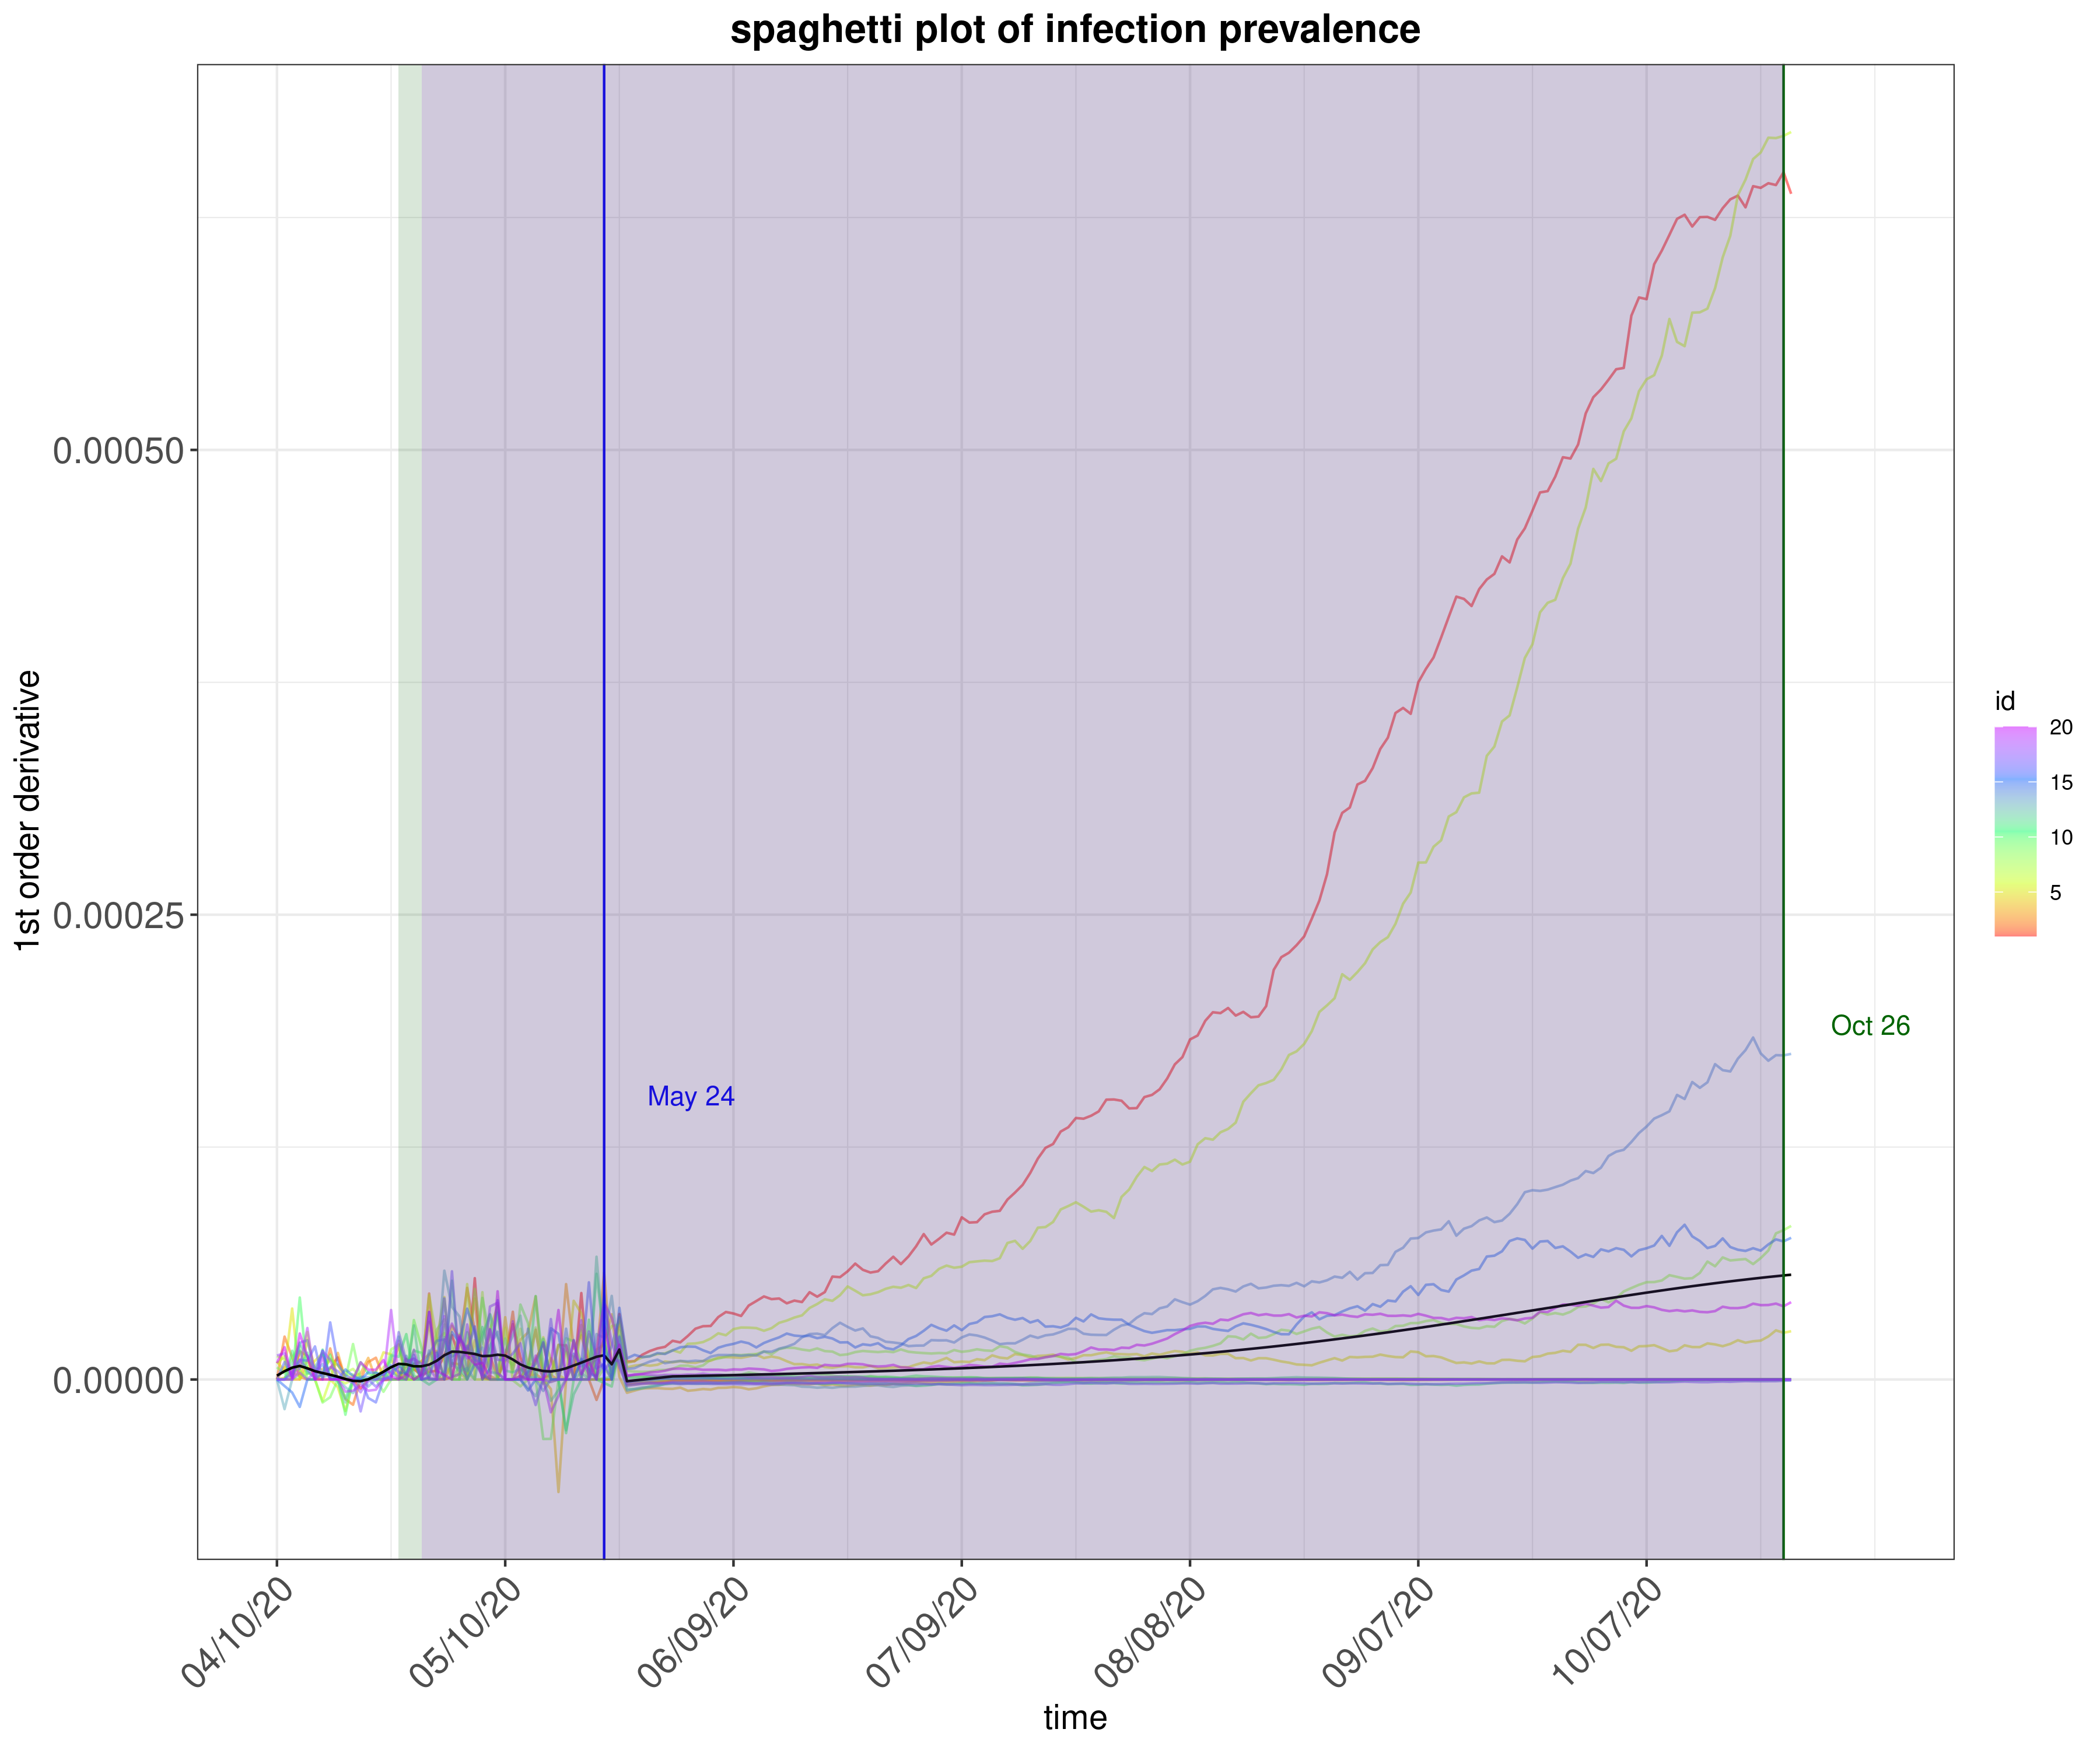 spaghetti plot of infection prevalence
1st order derivative
0.00050
0.00025
0.00000
May 24
Oct 26
id
20
15
10
5
04/10/20
05/10/20
06/09/20
07/09/20
08/08/20
09/07/20
10/07/20
time